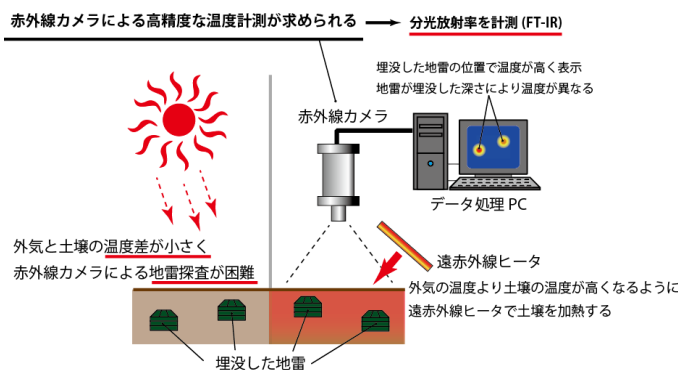 赤外線カメラによる高精度な温度計測が求められる
分光放射率を計測 (FT-IR)
埋没した地雷の位置で温度が高く表示
地雷が埋没した深さにより温度が異なる
赤外線カメラ
データ処理 PC
外気と土壌の温度差が小さく
赤外線カメラによる地雷探査が困難
遠赤外線ヒータ
外気の温度より土壌の温度が高くなるように
遠赤外線ヒータで土壌を加熱する
埋没した地雷